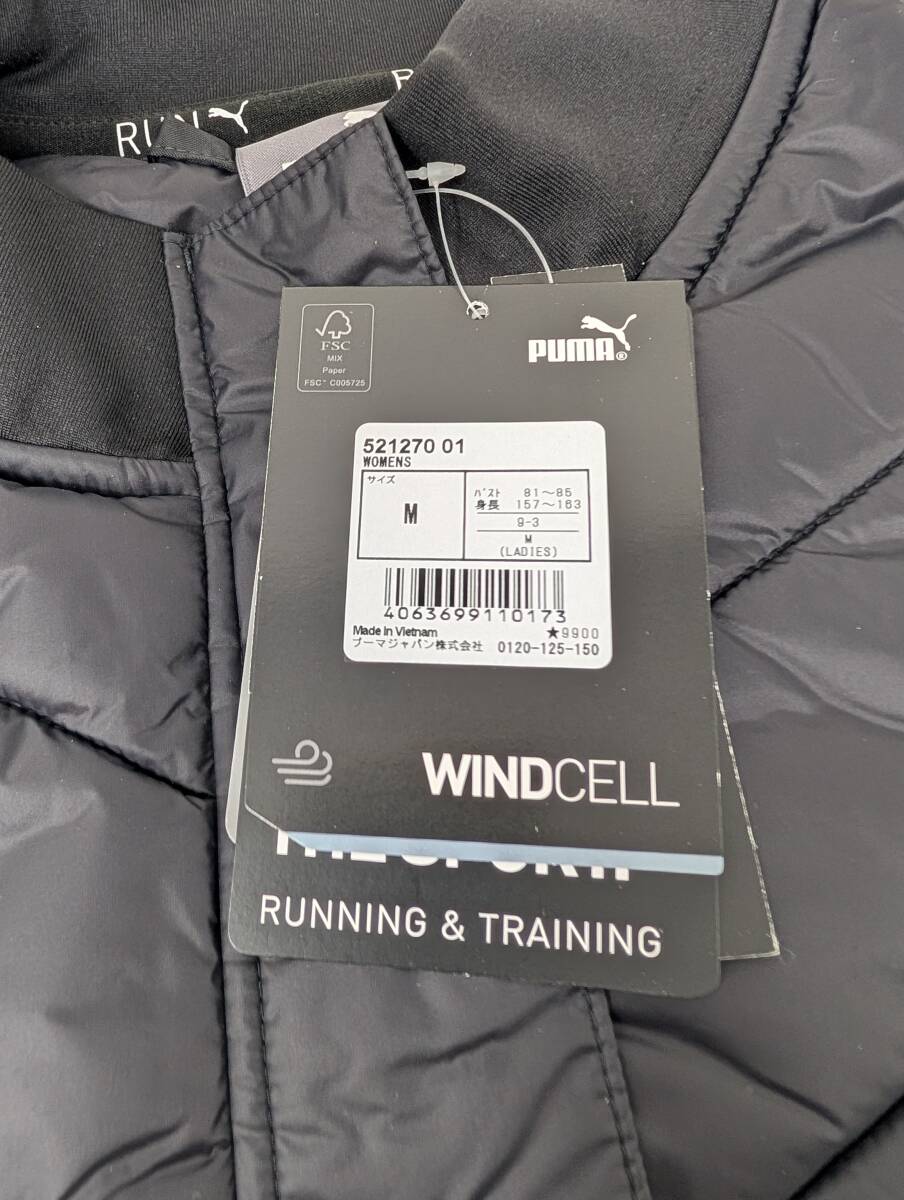 RUN
FSC
MIX
Paper
FSC™ C005725
PUMA®
521270 01
WOMENS
サイズ
M
バスト 81～85
身長 157～163
9-3
M
(LADIES)
4063699110173
Made in Vietnam ★9900
プーマジャパン株式会社 0120-125-150
WINDCELL
RUNNING & TRAINING